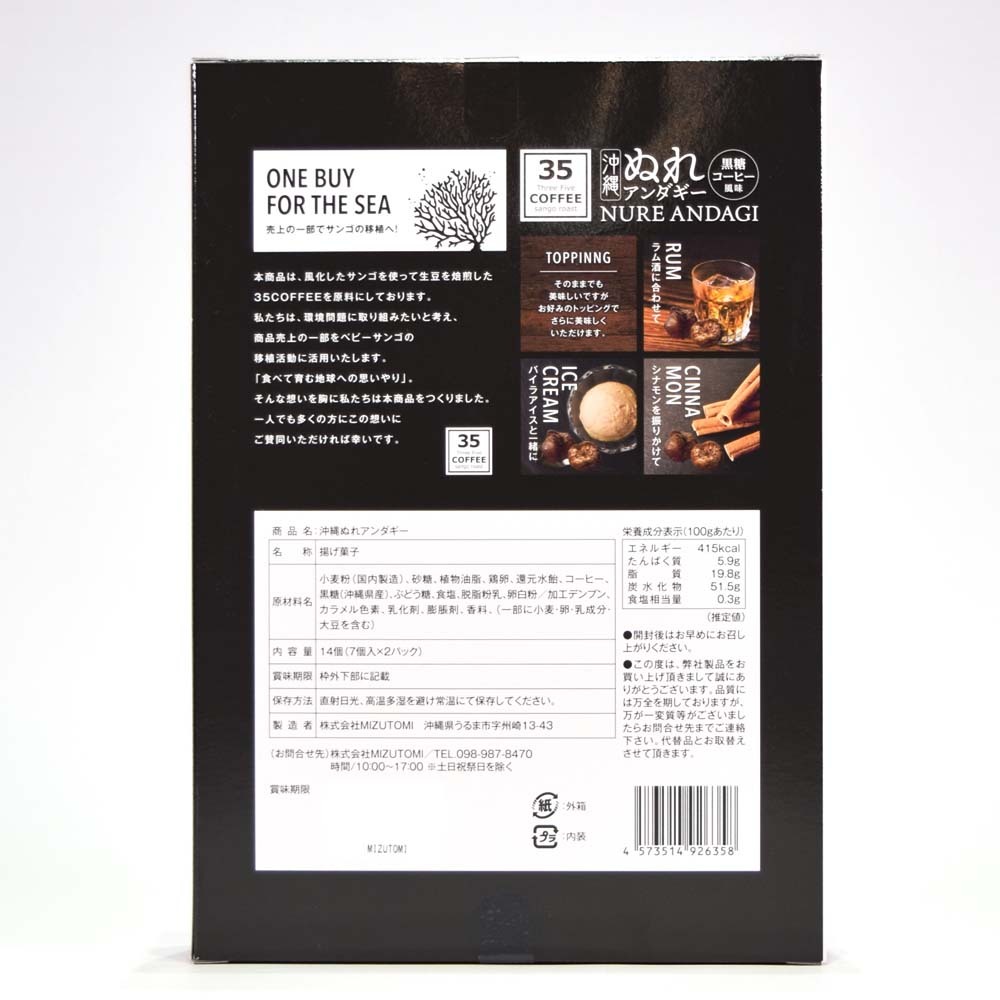 ONE BUY
FOR THE SEA
売上の一部でサンゴの移植へ!
本商品は、風化したサンゴを使って生豆を焙煎した
35COFFEEを原料にしております。
私たちは、環境問題に取り組みたいと考え、
商品売上の一部をベビーサンゴの
移植活動に活用いたします。
「食べて育む地球への思いやり」。
そんな想いを胸に私たちは本商品をつくりました。
一人でも多くの方にこの想いに
ご賛同いただければ幸いです。
35
Three Five
COFFEE
sango roast
35
Three Five
COFFEE
sango roast
沖縄
ぬれ
アンダギー
黒糖
コーヒー
風味
NURE ANDAGI
TOPPINNG
そのままでも
美味しいですが
お好みのトッピングで
さらに美味しく
いただけます。
RUM
ラム酒に合わせて
ICE
CREAM
バイラアイスと一緒に
CINNA
MON
シナモンを振りかけて
商品名:沖縄ぬれアンダギー
名称 揚げ菓子
原材料名 小麦粉(国内製造)、砂糖、植物油脂、鶏卵、還元水飴、コーヒー、
黒糖(沖縄県産)、ぶどう糖、食塩、脱脂粉乳、卵白粉/加工デンプン、
カラメル色素、乳化剤、膨脹剤、香料、(一部に小麦・卵・乳成分・
大豆を含む)
内容量 14個(7個入×2パック)
賞味期限 枠外下部に記載
保存方法 直射日光、高温多湿を避け常温にて保存してください。
製造者 株式会社MIZUTOMI 沖縄県うるま市字州崎13-43
(お問合せ先)株式会社MIZUTOMI/TEL 098-987-8470
時間/10:00~17:00 ※土日祝祭日を除く
賞味期限
MIZUTOMI
栄養成分表示(100gあたり)
エネルギー 415kcal
たんぱく質 5.9g
脂質 19.8g
炭水化物 51.5g
食塩相当量 0.3g
(推定値)
●開封後はお早めにお召し
上がりください。
●この度は、弊社製品をお
買い上げ頂きまして誠にあ
りがとうございます。品質に
は万全を期しておりますが、
万が一変質等がございまし
たらお問合せ先までご連絡
下さい。代替品とお取替え
させて頂きます。
紙:外箱
プラ:内装
4 573514 926358